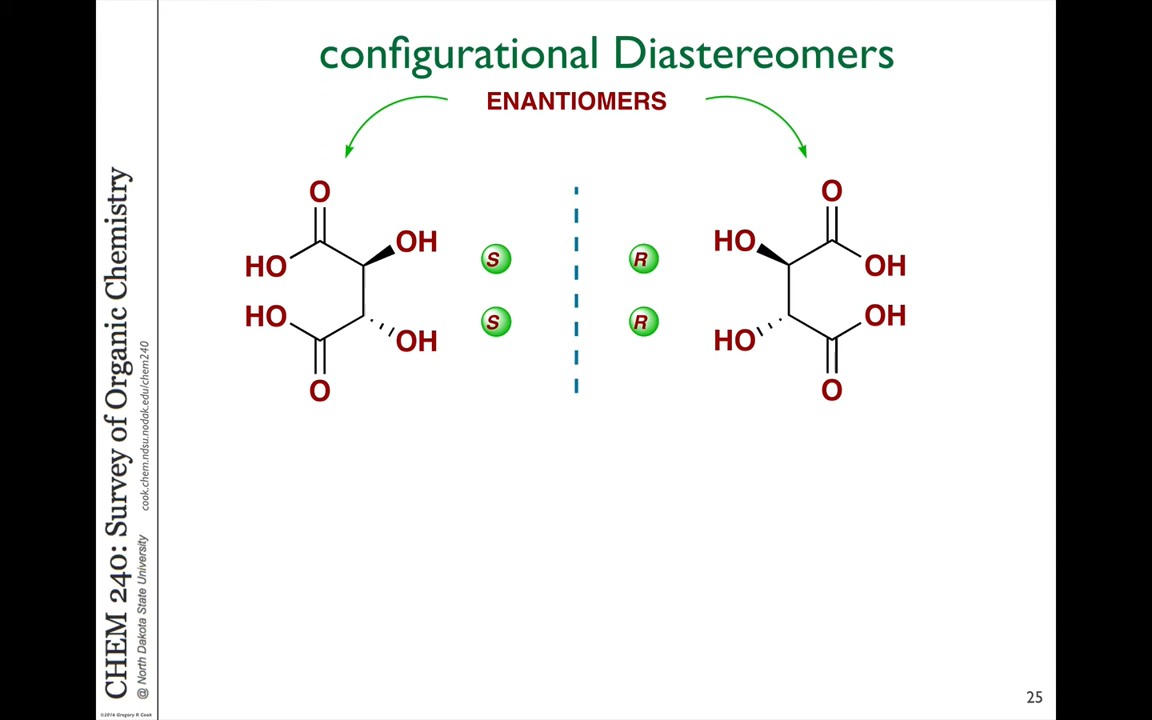 configurational Diastereomers
ENANTIOMERS
O
OH
HO
HO
OH
O
S
S
R
R
O
HO
OH
OH
HO
O
CHEM 240: Survey of Organic Chemistry
@ North Dakota State University
cook.chem.ndsu.nodak.edu/chem240
©2016 Gregory R Cook
25